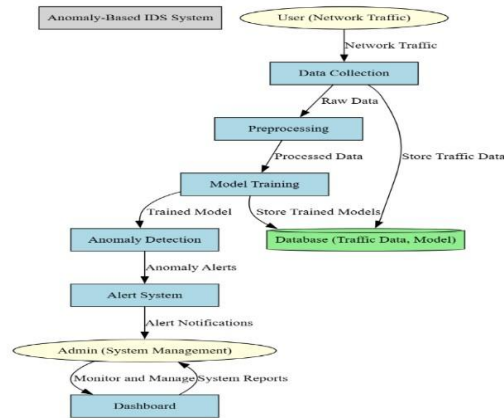 Anomaly-Based IDS System
User (Network Traffic)
Network Traffic
Data Collection
Raw Data
Preprocessing
Processed Data
Store Traffic Data
Model Training
Trained Model
Store Trained Models
Anomaly Detection
Database (Traffic Data, Model)
Anomaly Alerts
Alert System
Alert Notifications
Admin (System Management)
Monitor and Manage
System Reports
Dashboard